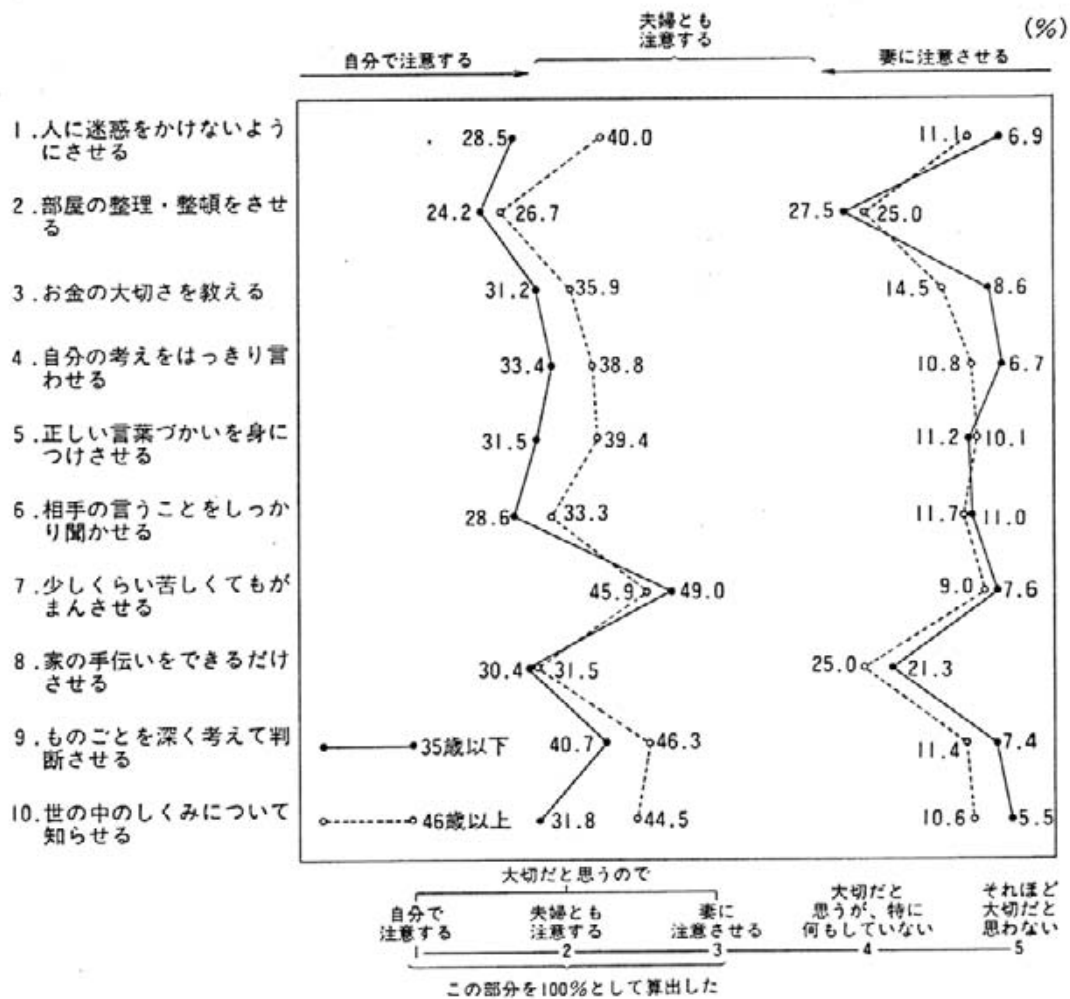 (%)
夫婦とも
注意する
自分で注意する
妻に注意させる
1.人に迷惑をかけないよう
にさせる
28.5
40.0
11.1
6.9
2.部屋の整理・整頓をさせ
る
24.2
26.7
27.5
25.0
3.お金の大切さを教える
31.2
35.9
14.5
8.6
4.自分の考えをはっきり言
わせる
33.4
38.8
10.8
6.7
5.正しい言葉づかいを身に
つけさせる
31.5
39.4
11.2
10.1
6.相手の言うことをしっか
り聞かせる
28.6
33.3
11.7
11.0
7.少しくらい苦しくてもが
まんさせる
45.9
49.0
9.0
7.6
8.家の手伝いをできるだけ
させる
30.4
31.5
25.0
21.3
9.ものごとを深く考えて判
断させる
35歳以下
40.7
46.3
11.4
7.4
10.世の中のしくみについて
知らせる
46歳以上
31.8
44.5
10.6
5.5
大切だと思うので
自分で
注意する
1
夫婦とも
注意する
2
妻に
注意させる
3
大切だと
思うが、特に
何もしていない
4
それほど
大切だと
思わない
5
この部分を100%として算出した